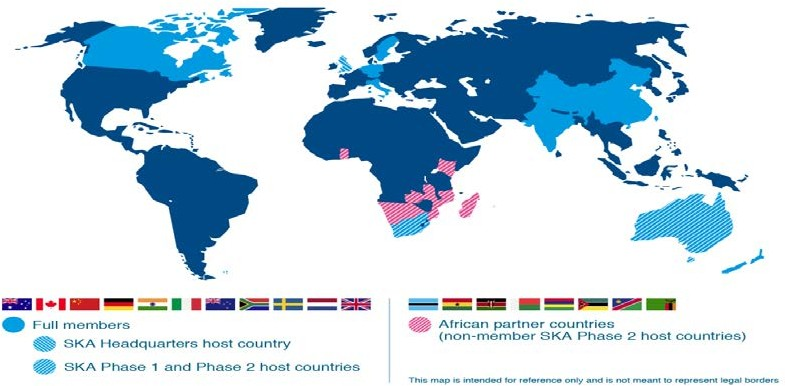 Full members
SKA Headquarters host country
SKA Phase 1 and Phase 2 host countries
African partner countries
(non-member SKA Phase 2 host countries)
This map is intended for reference only and is not meant to represent legal borders